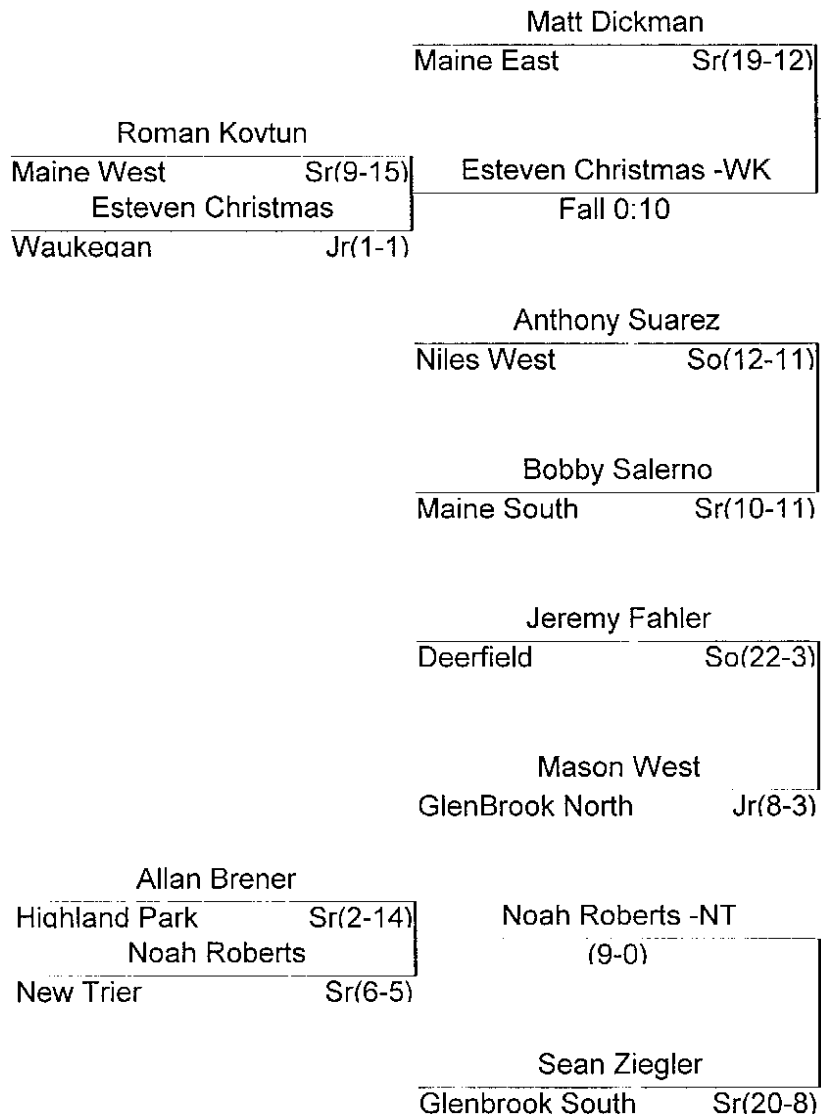 Matt Dickman
Maine East Sr(19-12)
Roman Kovtun
Maine West Sr(9-15)
Esteven Christmas -WK
Esteven Christmas
Fall 0:10
Waukegan Jr(1-1)
Anthony Suarez
Niles West So(12-11)
Bobby Salerno
Maine South Sr(10-11)
Jeremy Fahler
Deerfield So(22-3)
Mason West
GlenBrook North Jr(8-3)
Allan Brener
Highland Park Sr(2-14)
Noah Roberts -NT
Noah Roberts
(9-0)
New Trier Sr(6-5)
Sean Ziegler
Glenbrook South Sr(20-8)